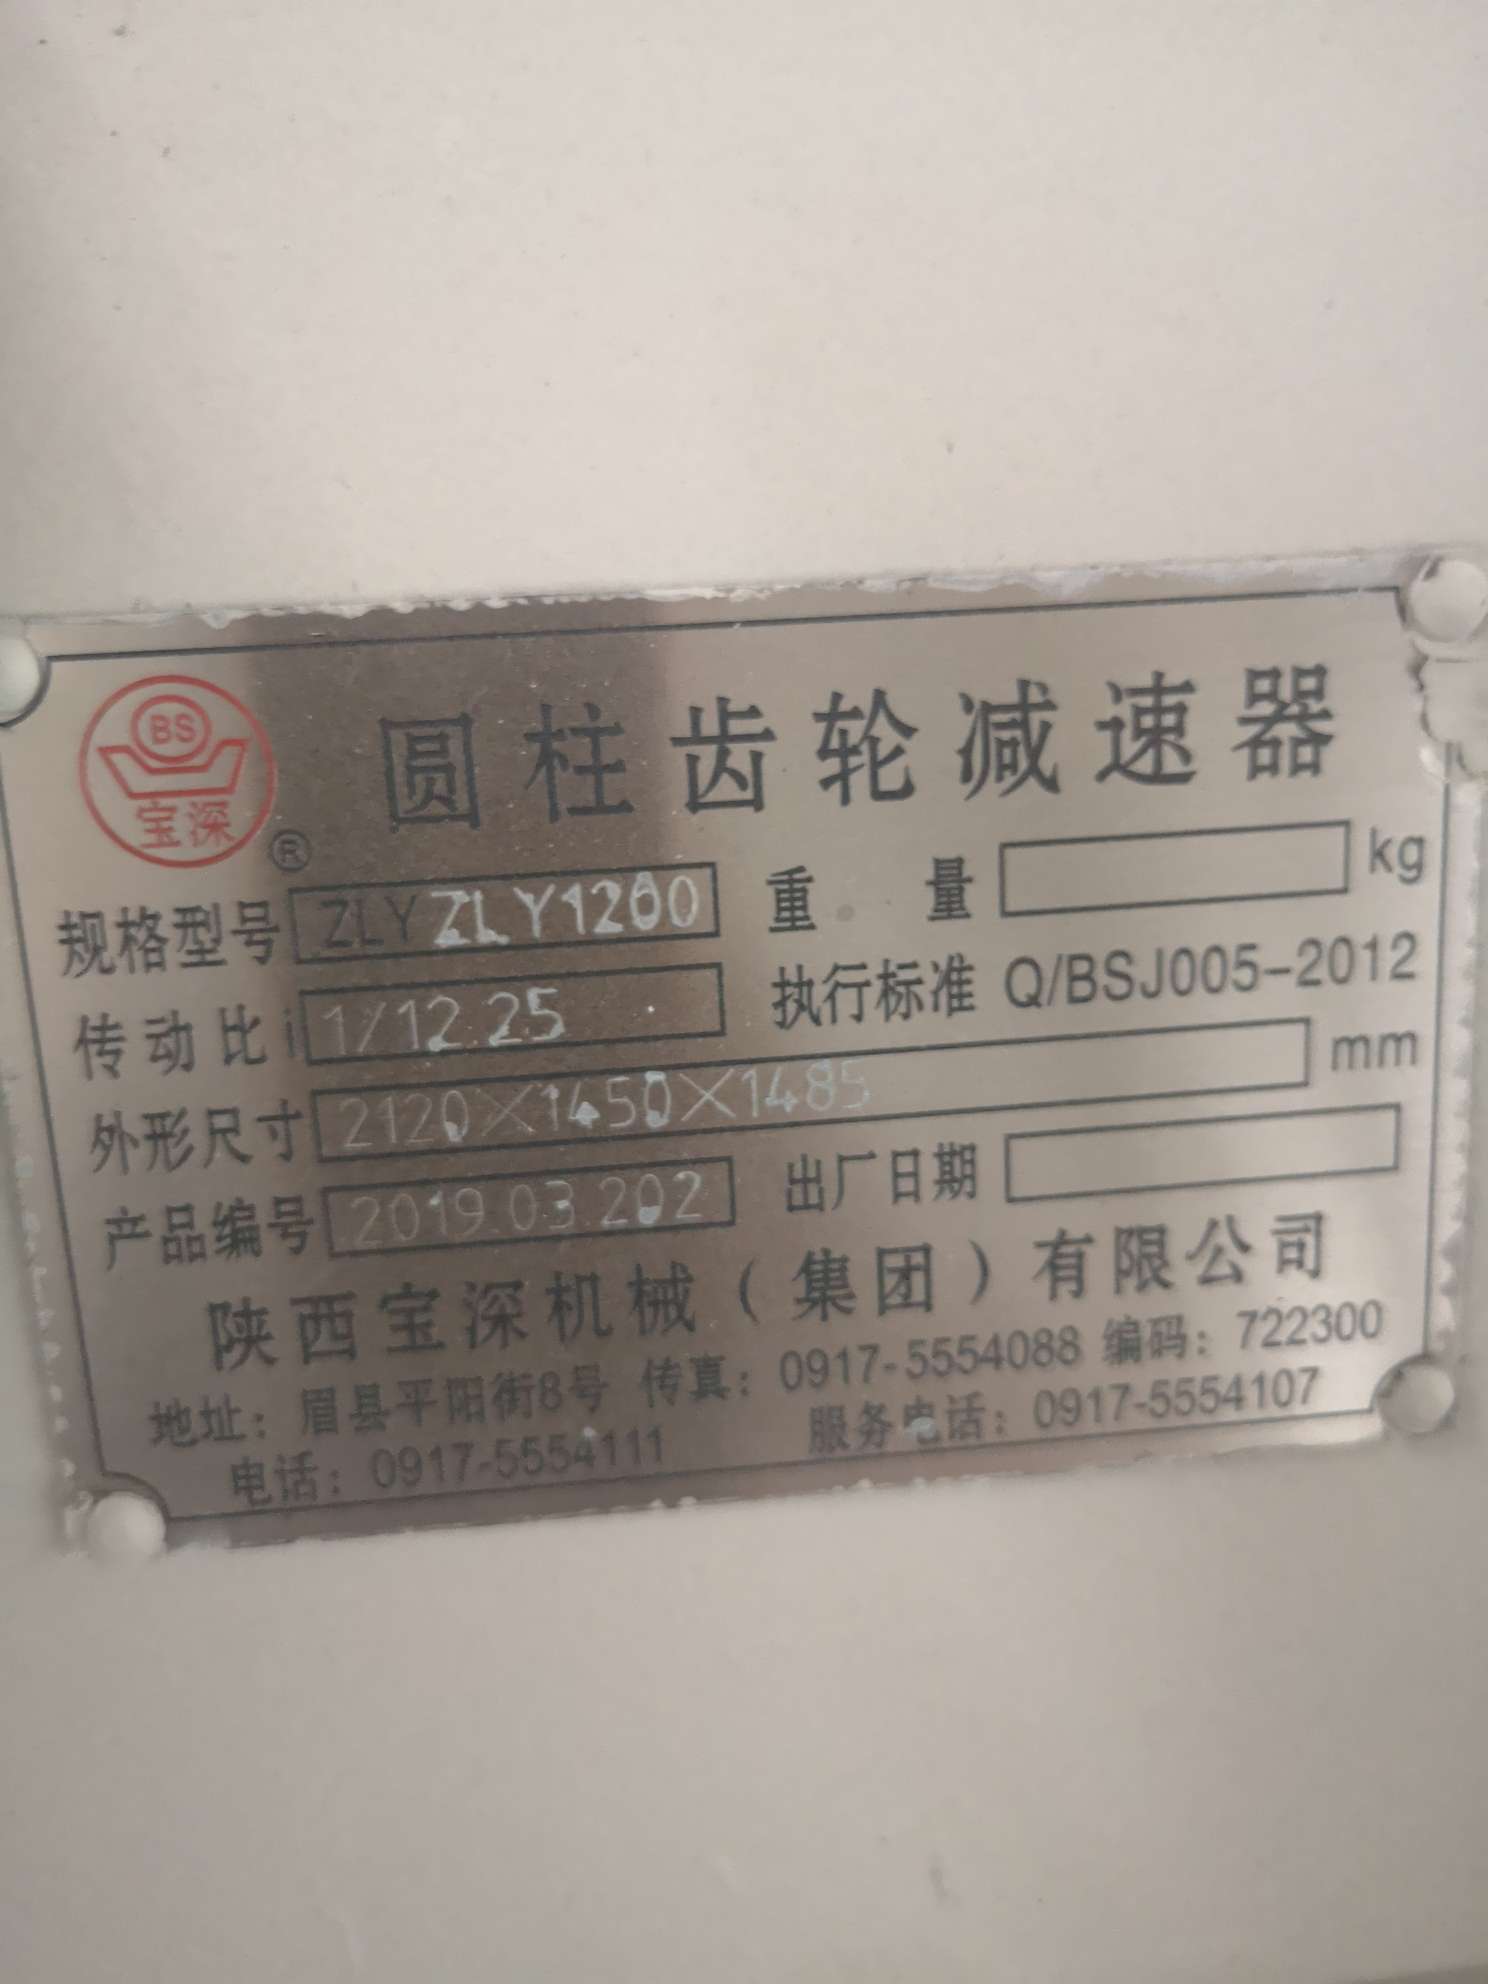 BS
宝深
®
圆柱齿轮减速器
规格型号 ZLY ZLY1200 重量 kg
传动比i 1/12.25 执行标准 Q/BSJ005-2012
外形尺寸 2120×1450×1485 mm
产品编号 2019.03.202 出厂日期
陕西宝深机械(集团)有限公司
地址：眉县平阳街8号 传真：0917-5554088 编码：722300
电话：0917-5554111 服务电话：0917-5554107